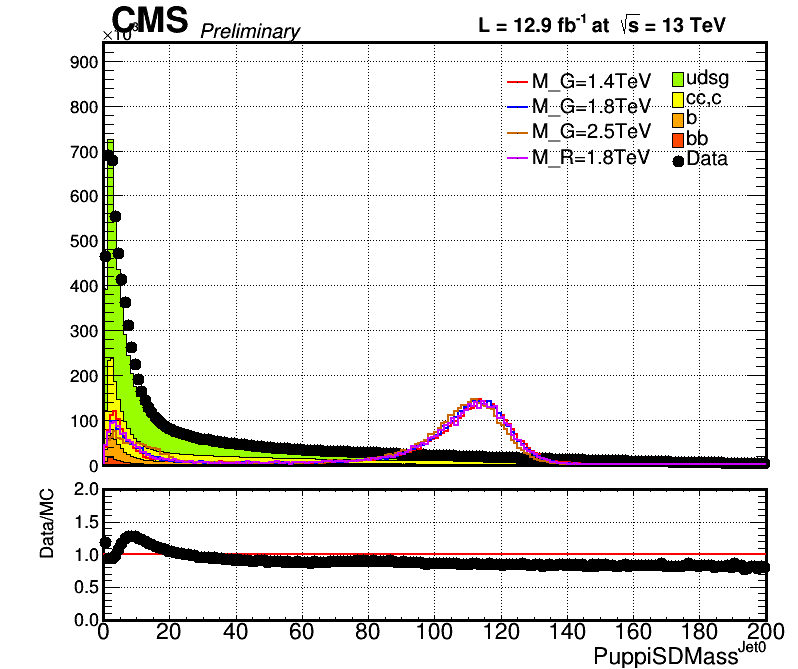 CMS Preliminary L = 12.9 fb⁻¹ at √s = 13 TeV
×10³
900
800
700
600
500
400
300
200
100
0
M_G=1.4TeV
M_G=1.8TeV
M_G=2.5TeV
M_R=1.8TeV
udsg
cc,c
b
bb
Data
Data/MC
2.0
1.5
1.0
0.5
0.0
0 20 40 60 80 100 120 140 160 180 200
PuppiSDMass^Jet0